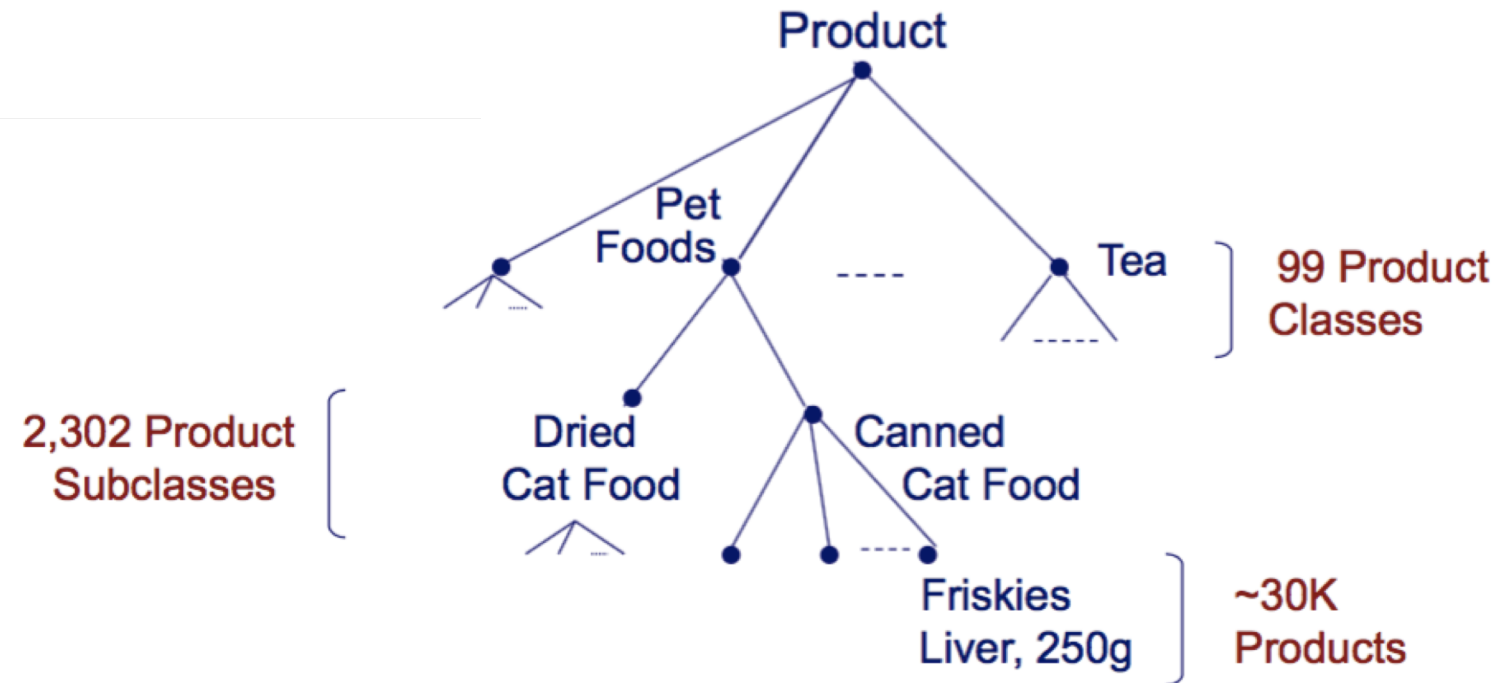 Product
Pet
Foods
Tea
99 Product
Classes
2,302 Product
Subclasses
Dried
Cat Food
Canned
Cat Food
Friskies
Liver, 250g
~30K
Products